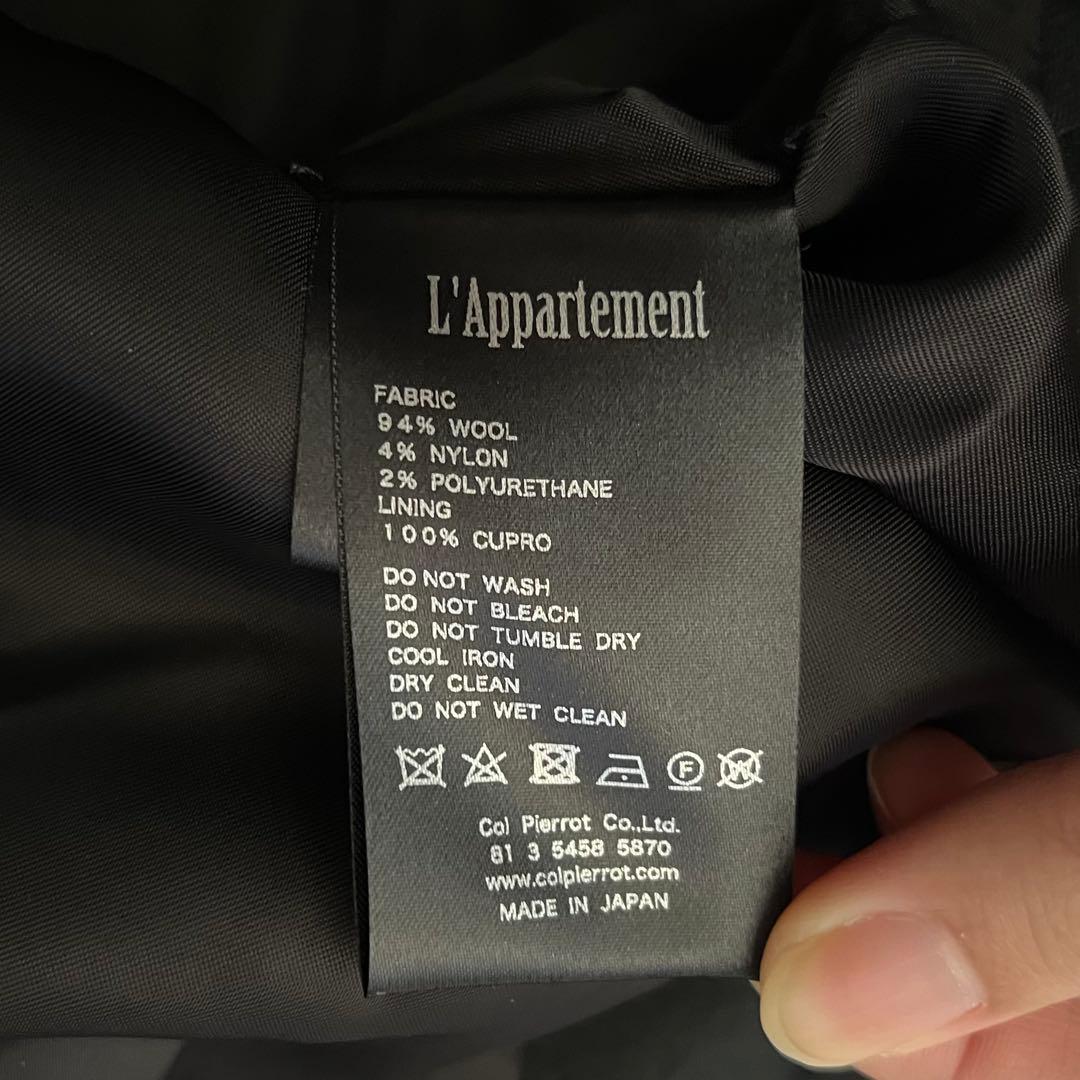 L'Appartement
FABRIC
94% WOOL
4% NYLON
2% POLYURETHANE
LINING
100% CUPRO
DO NOT WASH
DO NOT BLEACH
DO NOT TUMBLE DRY
COOL IRON
DRY CLEAN
DO NOT WET CLEAN
F W
Col Pierrot Co.,Ltd.
81 3 5458 5870
www.colpierrot.com
MADE IN JAPAN